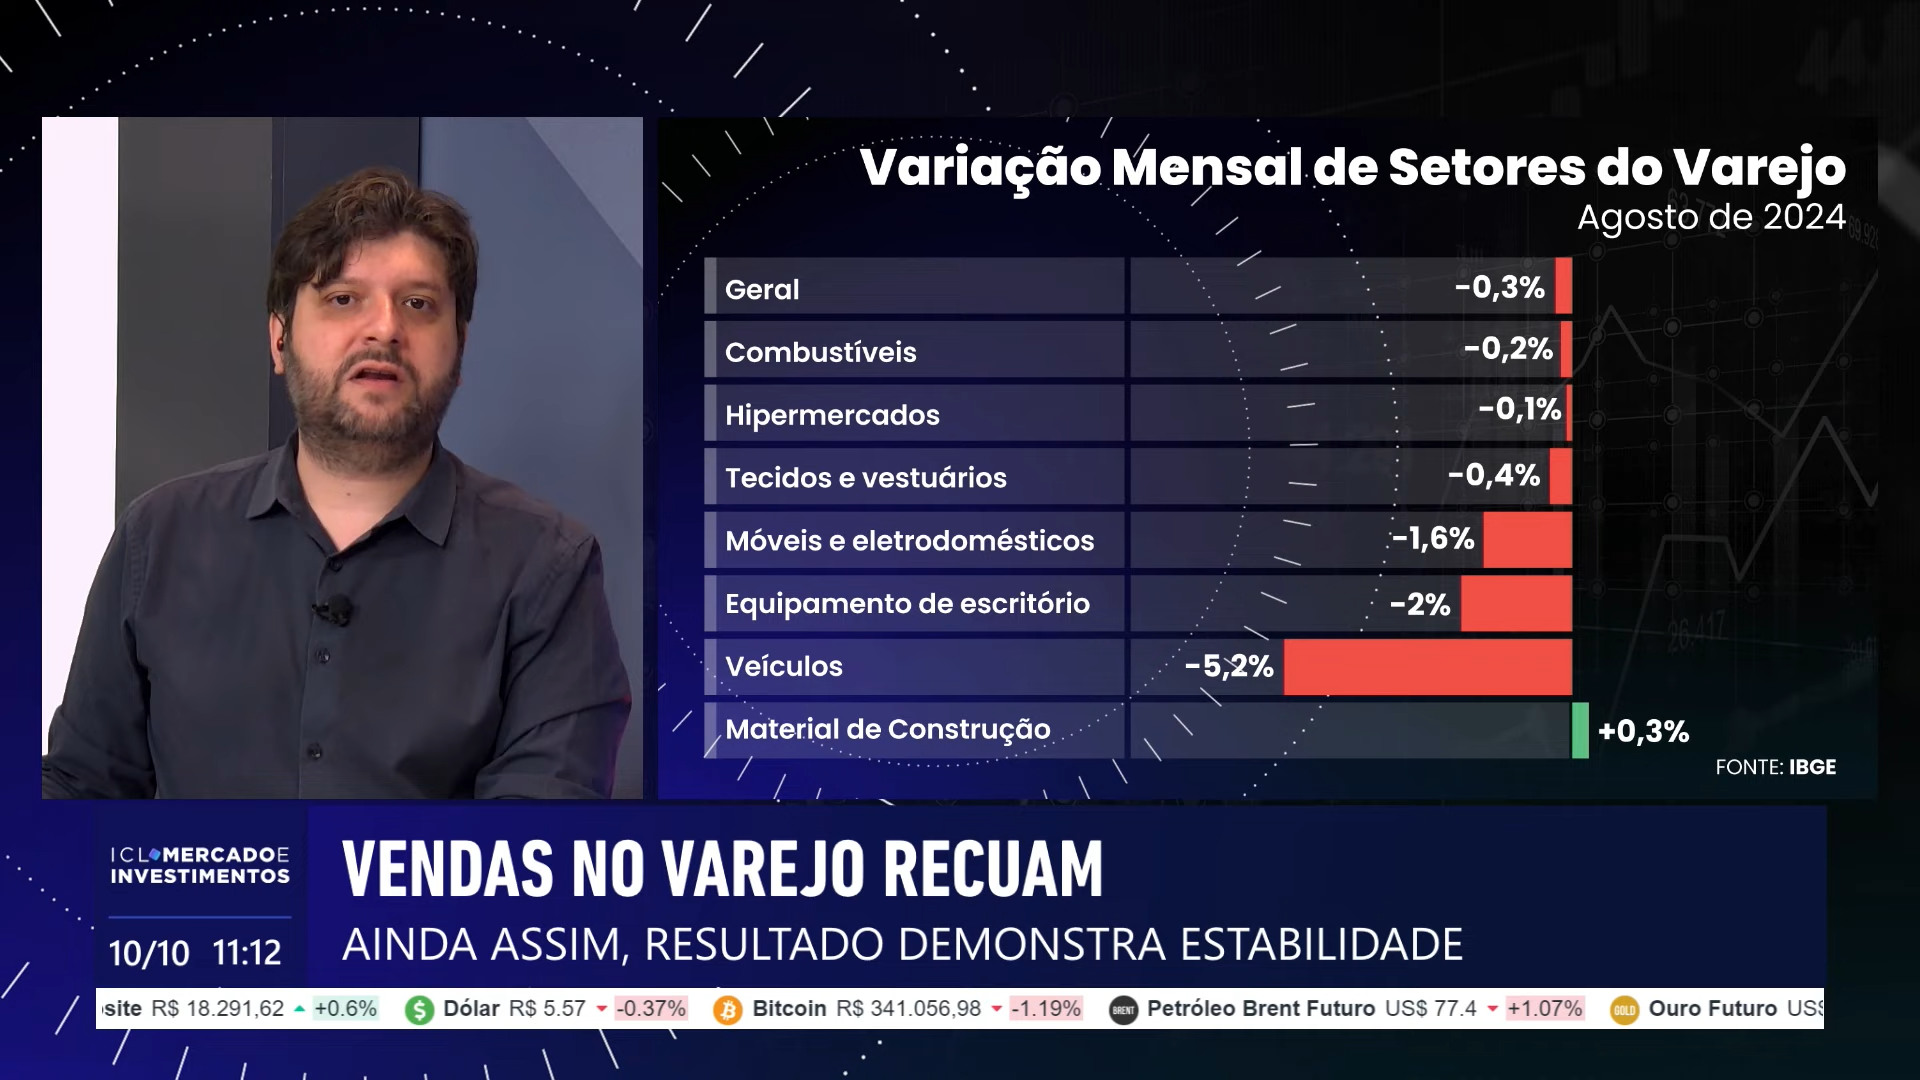 Variação Mensal de Setores do Varejo
Agosto de 2024
Geral -0,3%
Combustíveis -0,2%
Hipermercados -0,1%
Tecidos e vestuários -0,4%
Móveis e eletrodomésticos -1,6%
Equipamento de escritório -2%
Veículos -5,2%
Material de Construção +0,3%
FONTE: IBGE
ICL MERCADO E
INVESTIMENTOS
10/10 11:12
VENDAS NO VAREJO RECUAM
AINDA ASSIM, RESULTADO DEMONSTRA ESTABILIDADE
site R$ 18.291,62 +0.6% Dólar R$ 5.57 -0.37% Bitcoin R$ 341.056,98 -1.19% BRENT Petróleo Brent Futuro US$ 77.4 +1.07% GOLD Ouro Futuro US$